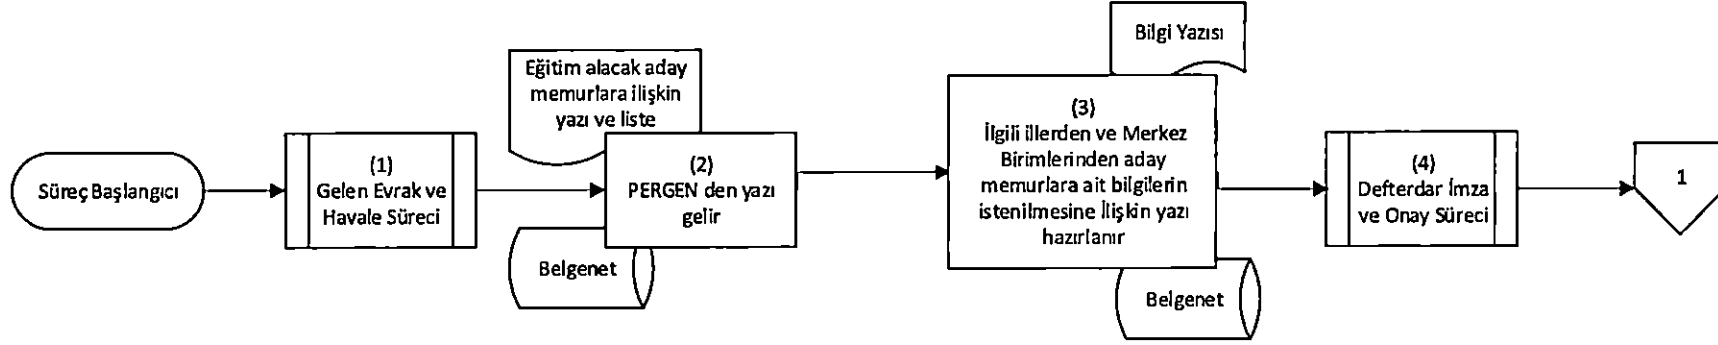 Süreç Başlangıcı
(1)
Gelen Evrak ve
Havale Süreci
Eğitim alacak aday
memurlara ilişkin
yazı ve liste
(2)
PERGEN den yazı
gelir
Belgenet
Bilgi Yazısı
(3)
İlgili illerden ve Merkez
Birimlerinden aday
memurlara ait bilgilerin
istenilmesine İlişkin yazı
hazırlanır
Belgenet
(4)
Defterdar İmza
ve Onay Süreci
1